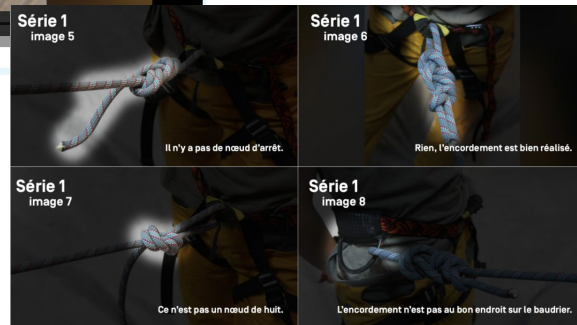 Série 1
image 5
Il n'y a pas de nœud d'arrêt.
Série 1
image 6
Rien, l'encordement est bien réalisé.
Série 1
image 7
Ce n'est pas un nœud de huit.
Série 1
image 8
L'encordement n'est pas au bon endroit sur le baudrier.